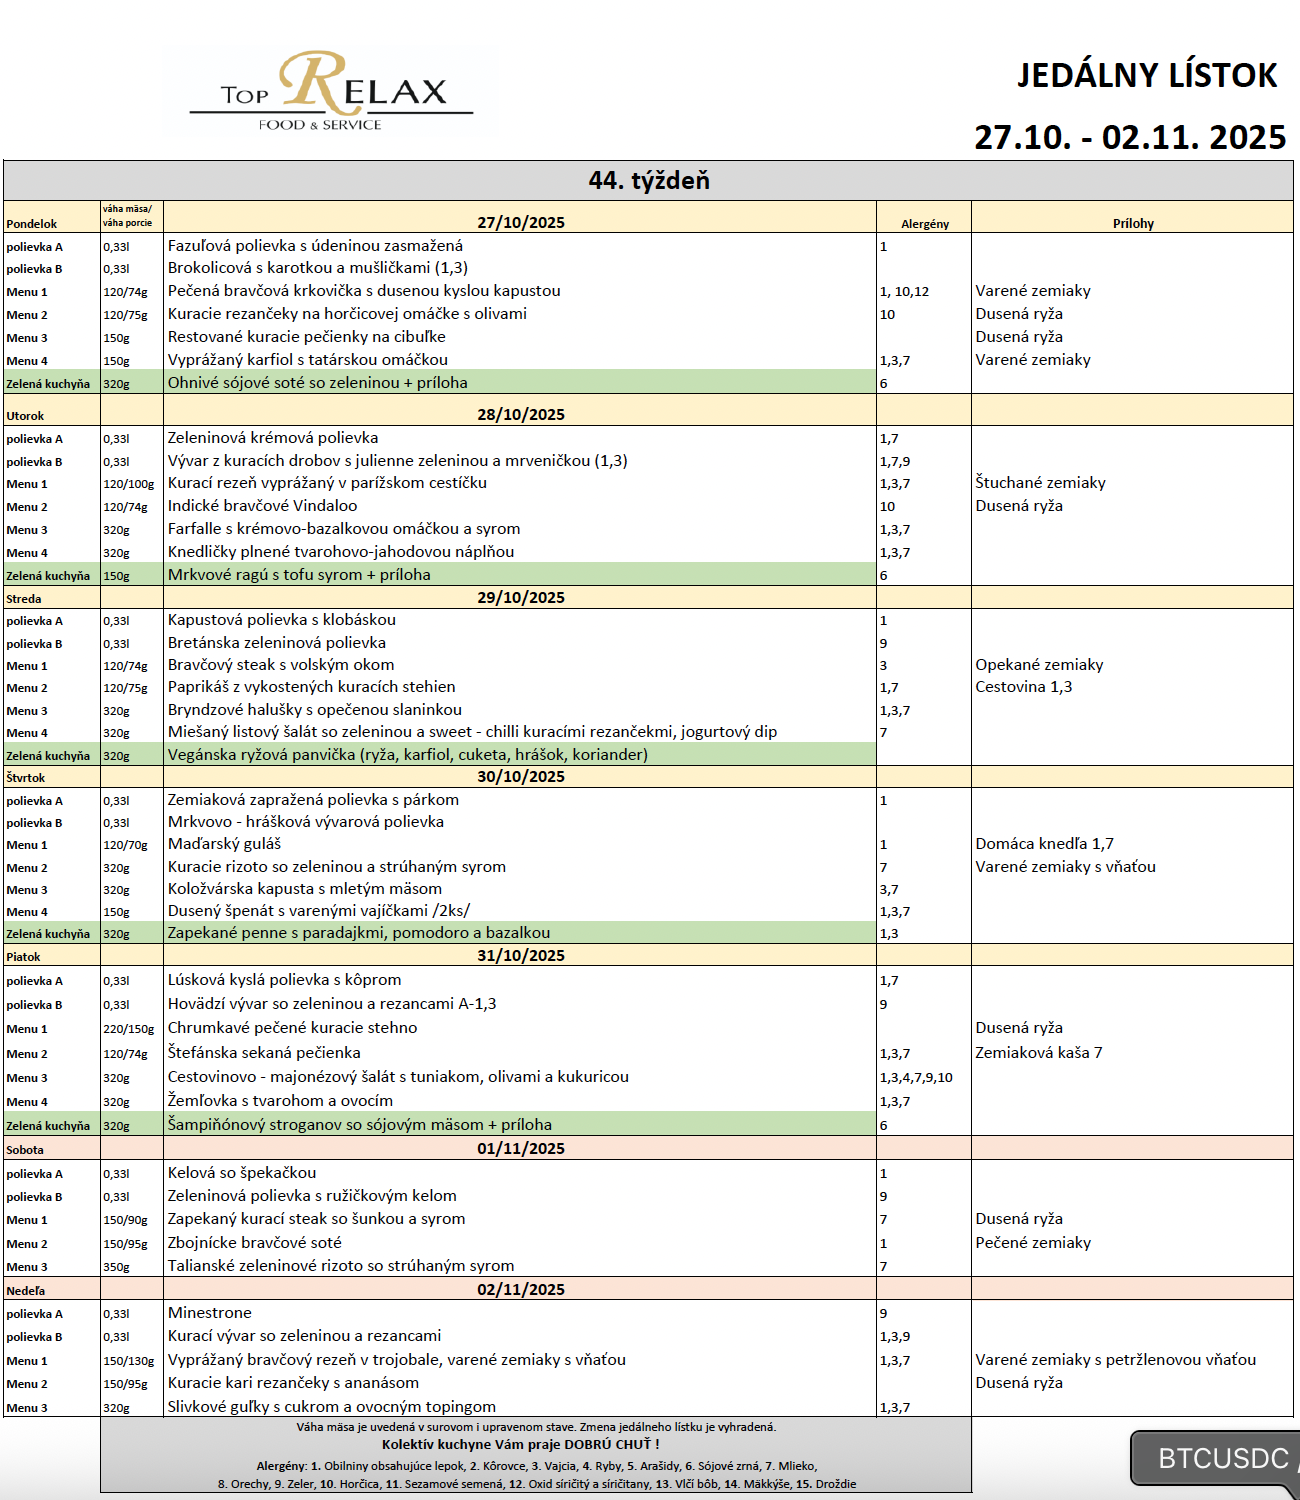 TOP RELAX
FOOD & SERVICE
JEDÁLNY LÍSTOK
27.10. - 02.11. 2025
44. týždeň
Pondelok váha mäsa/ váha porcie 27/10/2025 Alergény Prílohy
polievka A 0,33l Fazuľová polievka s údeninou zasmažená 1
polievka B 0,33l Brokolicová s karotkou a mušličkami (1,3)
Menu 1 120/74g Pečená bravčová krkovička s dusenou kyslou kapustou 1, 10,12 Varené zemiaky
Menu 2 120/75g Kuracie rezančeky na horčicovej omáčke s olivami 10 Dusená ryža
Menu 3 150g Restované kuracie pečienky na cibuľke Dusená ryža
Menu 4 150g Vyprážaný karfiol s tatárskou omáčkou 1,3,7 Varené zemiaky
Zelená kuchyňa 320g Ohnivé sójové soté so zeleninou + príloha 6
Utorok 28/10/2025
polievka A 0,33l Zeleninová krémová polievka 1,7
polievka B 0,33l Vývar z kuracích drobov s julienne zeleninou a mrveničkou (1,3) 1,7,9
Menu 1 120/100g Kurací rezeň vyprážaný v parížskom cestíčku 1,3,7 Štuchané zemiaky
Menu 2 120/74g Indické bravčové Vindaloo 10 Dusená ryža
Menu 3 320g Farfalle s krémovo-bazalkovou omáčkou a syrom 1,3,7
Menu 4 320g Knedličky plnené tvarohovo-jahodovou náplňou 1,3,7
Zelená kuchyňa 150g Mrkvové ragú s tofu syrom + príloha 6
Streda 29/10/2025
polievka A 0,33l Kapustová polievka s klobáskou 1
polievka B 0,33l Bretánska zeleninová polievka 9
Menu 1 120/74g Bravčový steak s volským okom 3 Opekané zemiaky
Menu 2 120/75g Paprikáš z vykostených kuracích stehien 1,7 Cestovina 1,3
Menu 3 320g Bryndzové halušky s opečenou slaninkou 1,3,7
Menu 4 320g Miešaný listový šalát so zeleninou a sweet - chilli kuracími rezančekmi, jogurtový dip 7
Zelená kuchyňa 320g Vegánska ryžová panvička (ryža, karfiol, cuketa, hrášok, koriander)
Štvrtok 30/10/2025
polievka A 0,33l Zemiaková zapražená polievka s párkom 1
polievka B 0,33l Mrkvovo - hrášková vývarová polievka
Menu 1 120/70g Maďarský guláš 1 Domáca knedľa 1,7
Menu 2 320g Kuracie rizoto so zeleninou a strúhaným syrom 7 Varené zemiaky s vňaťou
Menu 3 320g Koložvárska kapusta s mletým mäsom 3,7
Menu 4 150g Dusený špenát s varenými vajíčkami /2ks/ 1,3,7
Zelená kuchyňa 320g Zapekané penne s paradajkmi, pomodoro a bazalkou 1,3
Piatok 31/10/2025
polievka A 0,33l Lúsková kyslá polievka s kôprom 1,7
polievka B 0,33l Hovädzí vývar so zeleninou a rezancami A-1,3 9
Menu 1 220/150g Chrumkavé pečené kuracie stehno Dusená ryža
Menu 2 120/74g Štefánska sekaná pečienka 1,3,7 Zemiaková kaša 7
Menu 3 320g Cestovinovo - majonézový šalát s tuniakom, olivami a kukuricou 1,3,4,7,9,10
Menu 4 320g Žemľovka s tvarohom a ovocím 1,3,7
Zelená kuchyňa 320g Šampiňónový stroganov so sójovým mäsom + príloha 6
Sobota 01/11/2025
polievka A 0,33l Kelová so špekačkou 1
polievka B 0,33l Zeleninová polievka s ružičkovým kelom 9
Menu 1 150/90g Zapekaný kurací steak so šunkou a syrom 7 Dusená ryža
Menu 2 150/95g Zbojnícke bravčové soté 1 Pečené zemiaky
Menu 3 350g Talianské zeleninové rizoto so strúhaným syrom 7
Nedeľa 02/11/2025
polievka A 0,33l Minestrone 9
polievka B 0,33l Kurací vývar so zeleninou a rezancami 1,3,9
Menu 1 150/130g Vyprážaný bravčový rezeň v trojobale, varené zemiaky s vňaťou 1,3,7 Varené zemiaky s petržlenovou vňaťou
Menu 2 150/95g Kuracie kari rezančeky s ananásom Dusená ryža
Menu 3 320g Slivkové guľky s cukrom a ovocným topingom 1,3,7
Váha mäsa je uvedená v surovom i upravenom stave. Zmena jedálneho lístku je vyhradená.
Kolektív kuchyne Vám praje DOBRÚ CHUŤ !
Alergény: 1. Obilniny obsahujúce lepok, 2. Kôrovce, 3. Vajcia, 4. Ryby, 5. Arašidy, 6. Sójové zrná, 7. Mlieko,
8. Orechy, 9. Zeler, 10. Horčica, 11. Sezamové semená, 12. Oxid siričitý a siričitany, 13. Vlčí bôb, 14. Mäkkýše, 15. Droždie
BTCUSDC /